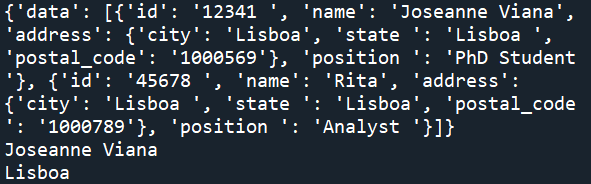 {'data': [{'id': '12341 ', 'name': 'Joseanne Viana',
'address': {'city': 'Lisboa', 'state ': 'Lisboa ',
'postal_code': '1000569'}, 'position ': 'PhD Student
'}, {'id': '45678 ', 'name': 'Rita', 'address':
{'city': 'Lisboa ', 'state ': 'Lisboa', 'postal_code
': '1000789'}, 'position ': 'Analyst '}]}
Joseanne Viana
Lisboa